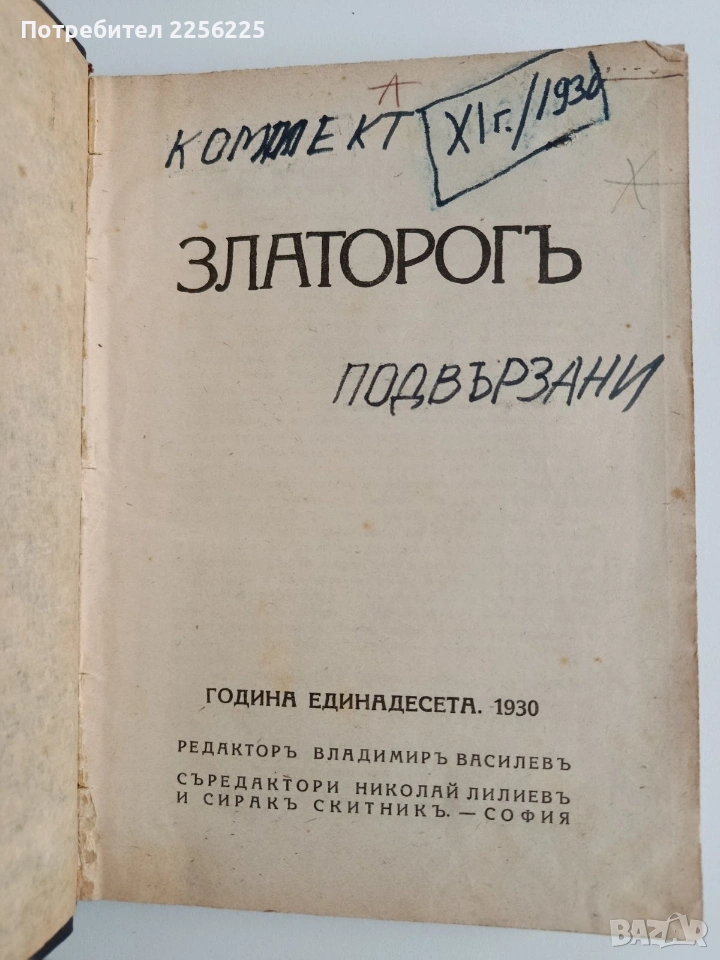 Потребител 2256225
А
КОМПЛЕКТ XI г./1930
ЗЛАТОРОГЪ
ПОДВЪРЗАНИ
ГОДИНА ЕДИНАДЕСЕТА. 1930
РЕДАКТОРЪ ВЛАДИМИРЪ ВАСИЛЕВЪ
СЪРЕДАКТОРИ НИКОЛАЙ ЛИЛИЕВЪ
И СИРАКЪ СКИТНИКЪ. — СОФИЯ
BAZAR